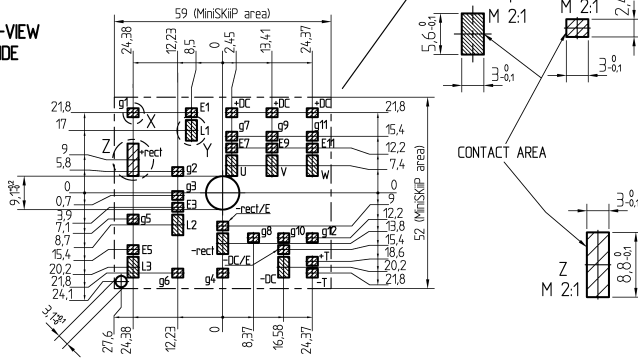 -VIEW
IDE
59 (MiniSKiiP area)
24,38
12,23
8,5
0
2,45
13,41
24,37
M 2:1
M 2:1
5,6-0,1
3-0,1
3-0,1
CONTACT AREA
3-0,1
8,8-0,1
Z
M 2:1
g1
E1
+DC
+DC
+DC
X
L1
g7
g9
g11
Z
+rect
Y
E7
E9
E11
g2
U
V
W
g3
E3
g5
L2
-rect/E
-rect
g8
g10
g12
E5
-DC/E
L3
g6
g4
-DC
+T
-T
21,8
17
9
5,8
0
0,7
3,9
7,1
8,7
15,4
20,2
21,8
24,1
21,8
15,4
12,2
7,4
0
9
12,2
13,8
15,4
18,6
20,2
21,8
52 (MiniSKiiP area)
27,6
24,38
12,23
0
8,37
16,58
24,37